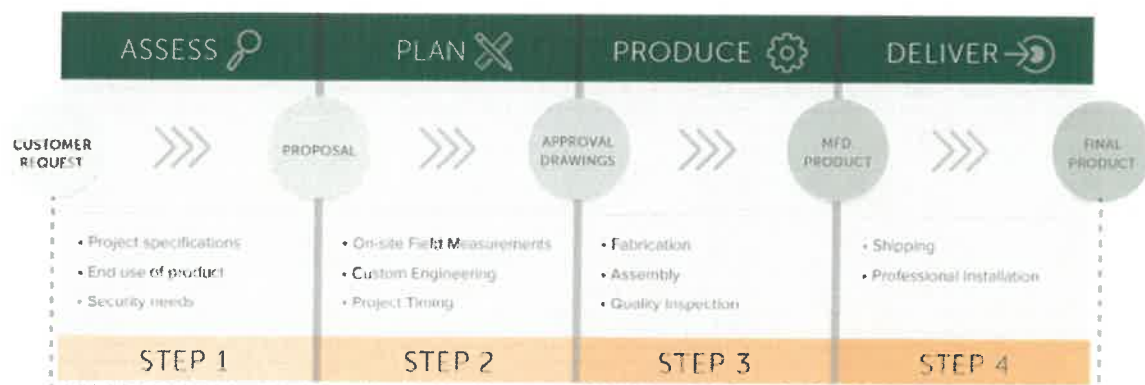 ASSESS
PLAN
PRODUCE
DELIVER
CUSTOMER
REQUEST
PROPOSAL
APPROVAL
DRAWINGS
MFD
PRODUCT
FINAL
PRODUCT
• Project specifications
• End use of product
• Security needs
• On-site Field Measurements
• Custom Engineering
• Project Timing
• Fabrication
• Assembly
• Quality Inspection
• Shipping
• Professional Installation
STEP 1
STEP 2
STEP 3
STEP 4